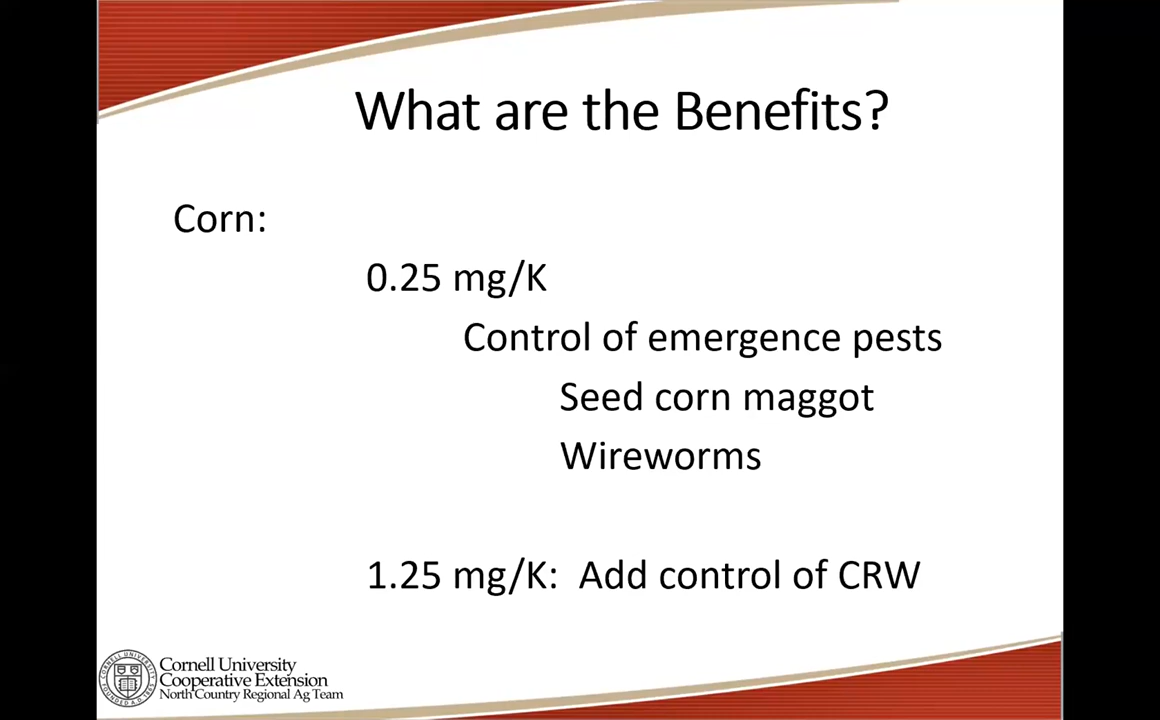 What are the Benefits?
Corn:
0.25 mg/K
Control of emergence pests
Seed corn maggot
Wireworms
1.25 mg/K: Add control of CRW
Cornell University
Cooperative Extension
North Country Regional Ag Team